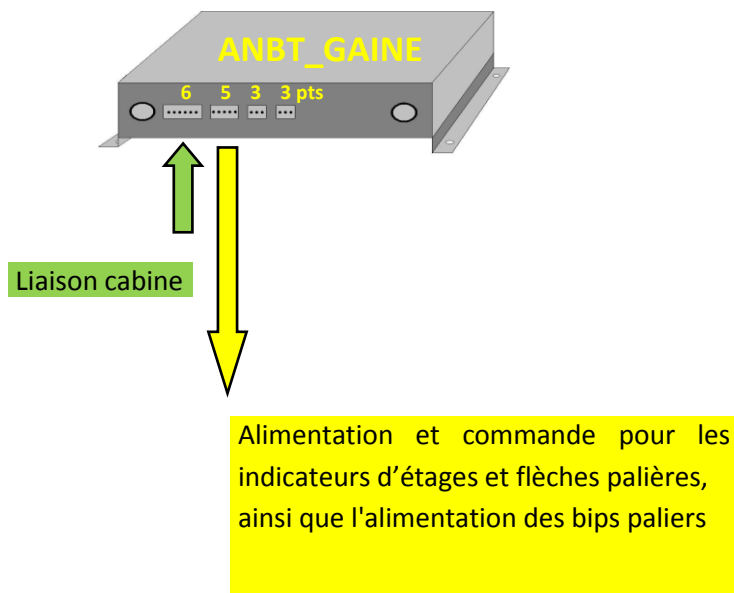 ANBT_GAINE
6 5 3 3 pts
Liaison cabine
Alimentation et commande pour les
indicateurs d’étages et flèches palières,
ainsi que l'alimentation des bips paliers